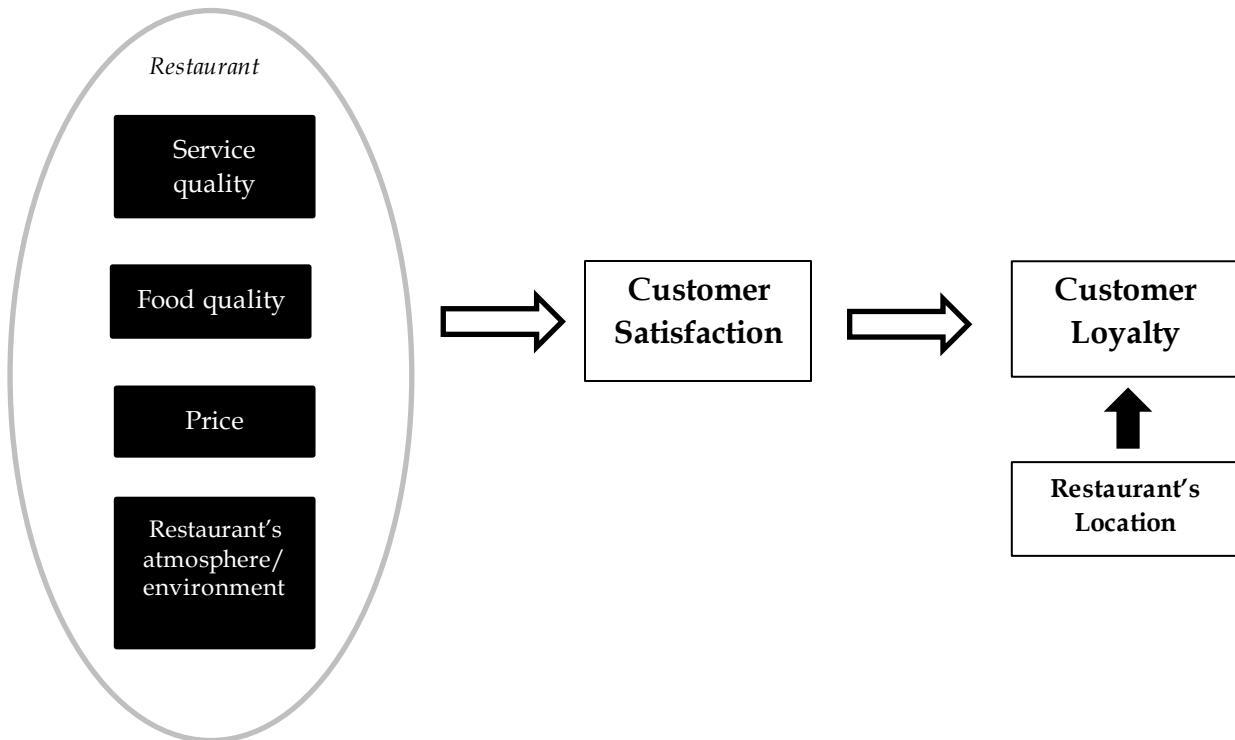 Restaurant
Service
quality
Food quality
Price
Restaurant’s
atmosphere/
environment
Customer
Satisfaction
Customer
Loyalty
Restaurant’s
Location